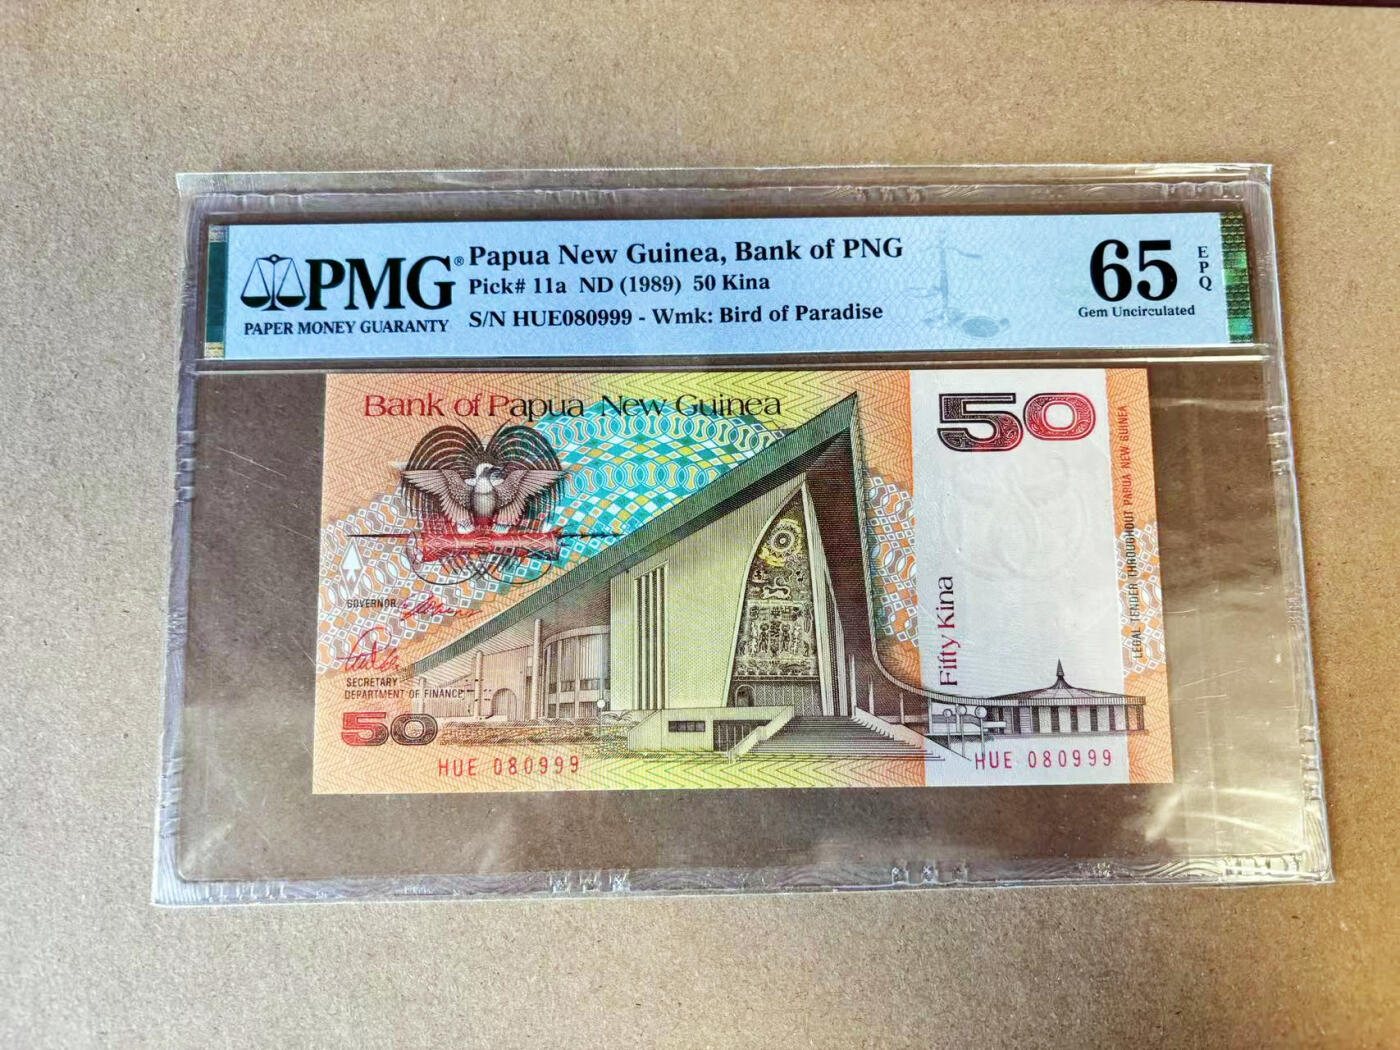 PMG®
PAPER MONEY GUARANTY
Papua New Guinea, Bank of PNG
Pick# 11a ND (1989) 50 Kina
S/N HUE080999 - Wmk: Bird of Paradise
65
EPQ
Gem Uncirculated
Bank of Papua New Guinea
50
Fifty Kina
LEGAL TENDER THROUGHOUT PAPUA NEW GUINEA
GOVERNOR
SECRETARY
DEPARTMENT OF FINANCE
50
HUE 080999
HUE 080999